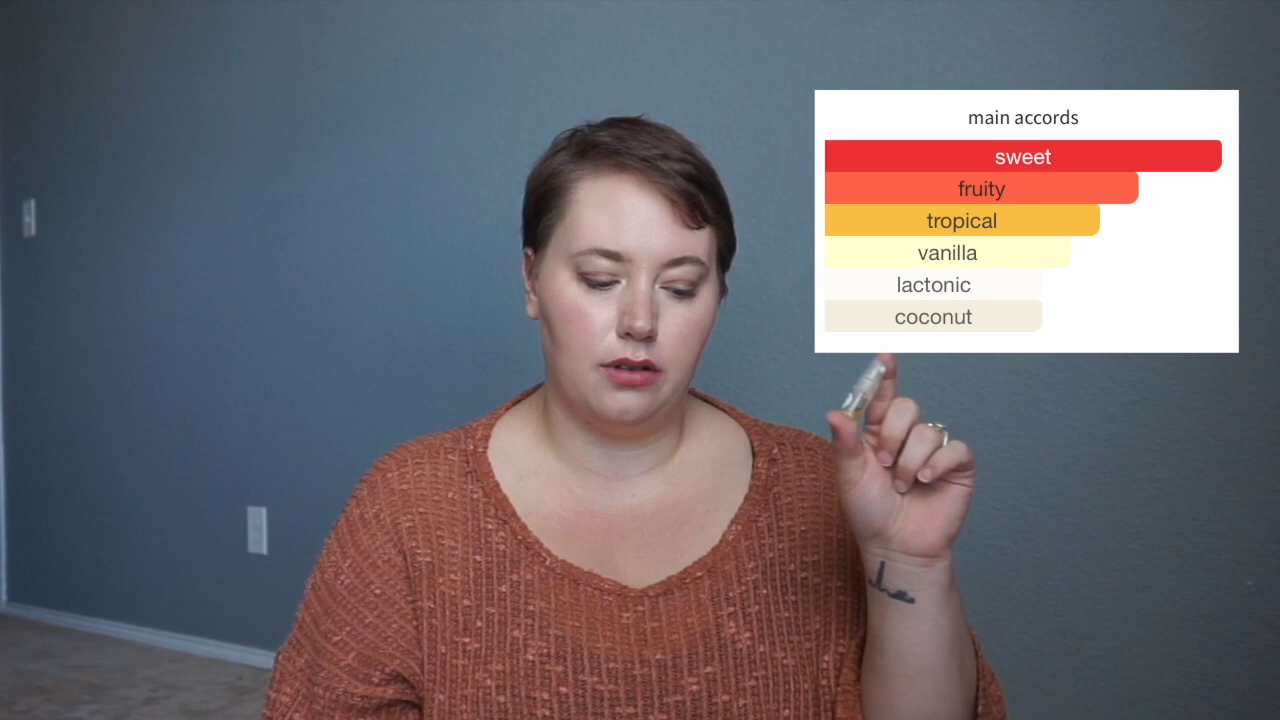 main accords
sweet
fruity
tropical
vanilla
lactonic
coconut